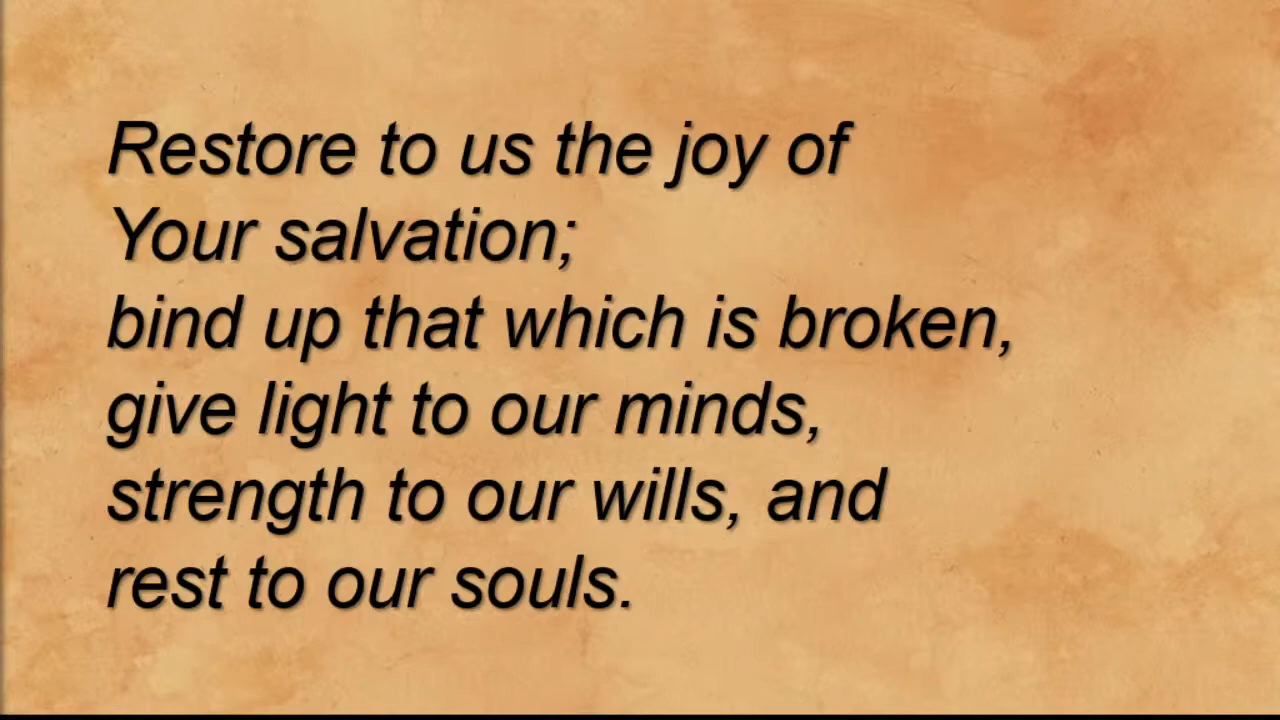 Restore to us the joy of
Your salvation;
bind up that which is broken,
give light to our minds,
strength to our wills, and
rest to our souls.